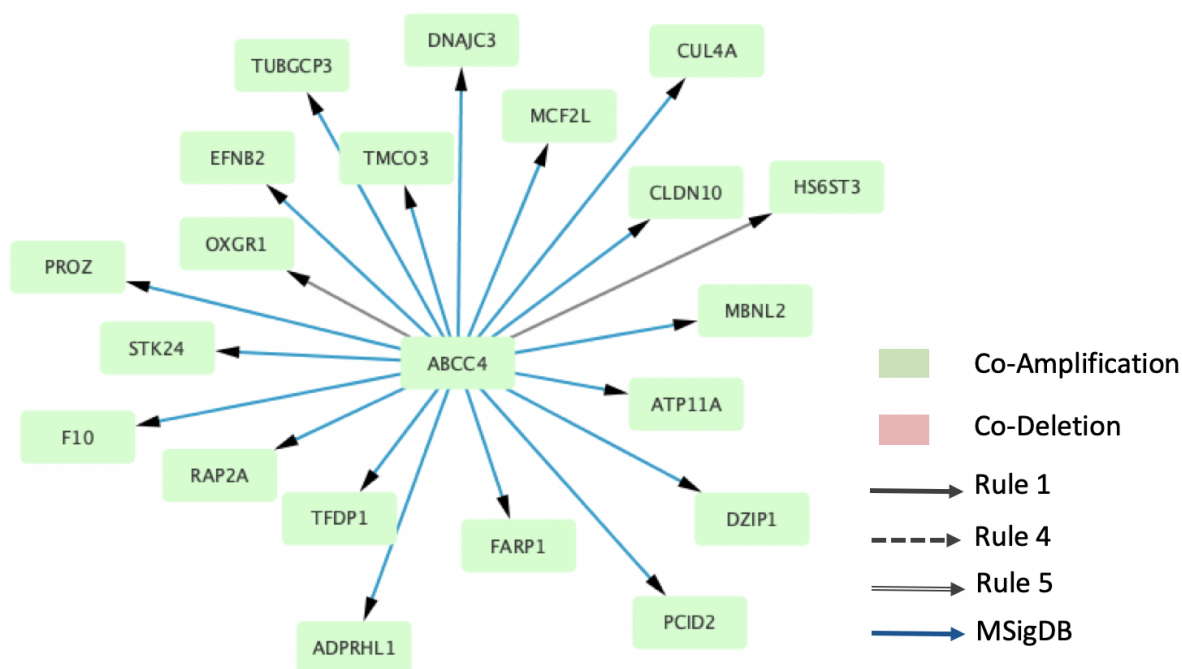 DNAJC3
CUL4A
TUBGCP3
MCF2L
EFNB2
TMCO3
HS6ST3
CLDN10
OXGR1
PROZ
MBNL2
STK24
ABCC4
Co-Amplification
ATP11A
Co-Deletion
F10
RAP2A
Rule 1
TFDP1
DZIP1
Rule 4
FARP1
Rule 5
PCID2
MSigDB
ADPRHL1